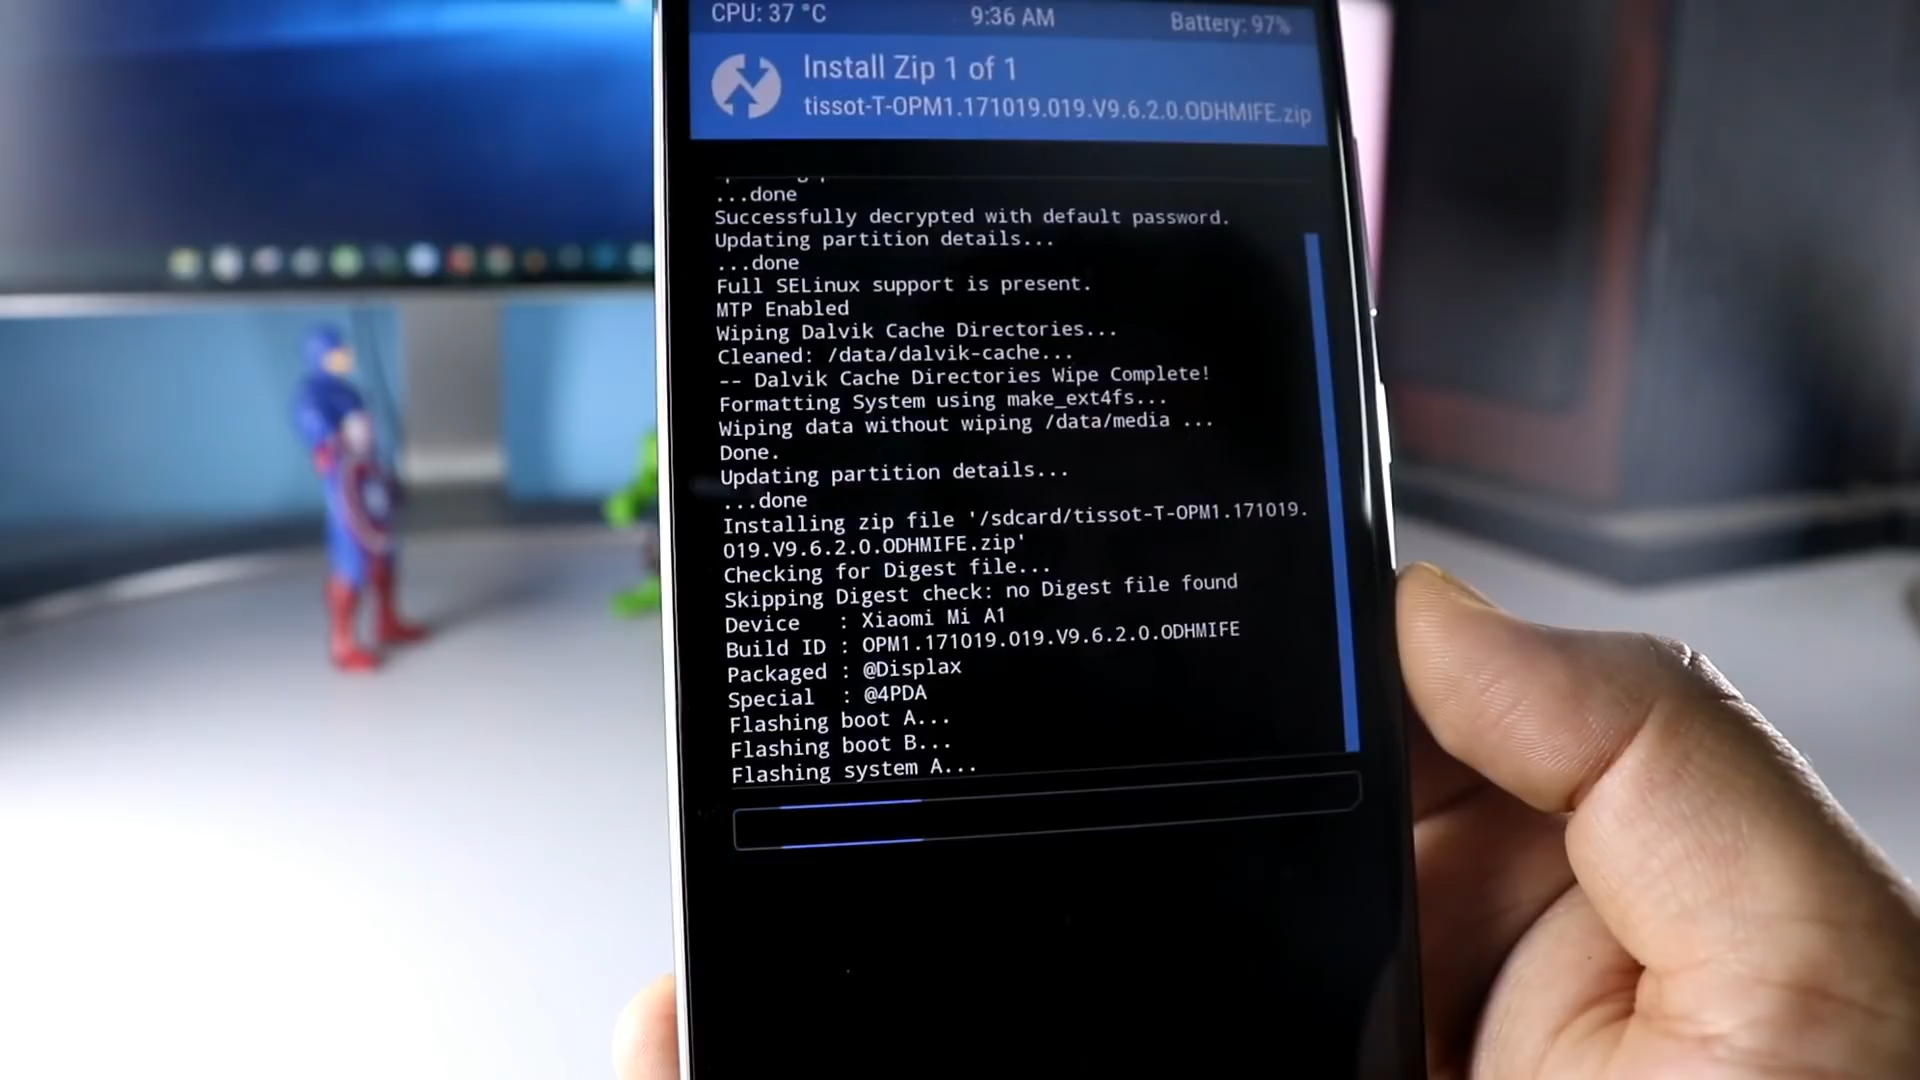 CPU: 37 °C 9:36 AM Battery: 97%
Install Zip 1 of 1
tissot-T-OPM1.171019.019.V9.6.2.0.ODHMIFE.zip
...done
Successfully decrypted with default password.
Updating partition details...
...done
Full SELinux support is present.
MTP Enabled
Wiping Dalvik Cache Directories...
Cleaned: /data/dalvik-cache...
-- Dalvik Cache Directories Wipe Complete!
Formatting System using make_ext4fs...
Wiping data without wiping /data/media ...
Done.
Updating partition details...
...done
Installing zip file '/sdcard/tissot-T-OPM1.171019.
019.V9.6.2.0.ODHMIFE.zip'
Checking for Digest file...
Skipping Digest check: no Digest file found
Device : Xiaomi Mi A1
Build ID : OPM1.171019.019.V9.6.2.0.ODHMIFE
Packaged : @Displax
Special : @4PDA
Flashing boot A...
Flashing boot B...
Flashing system A...